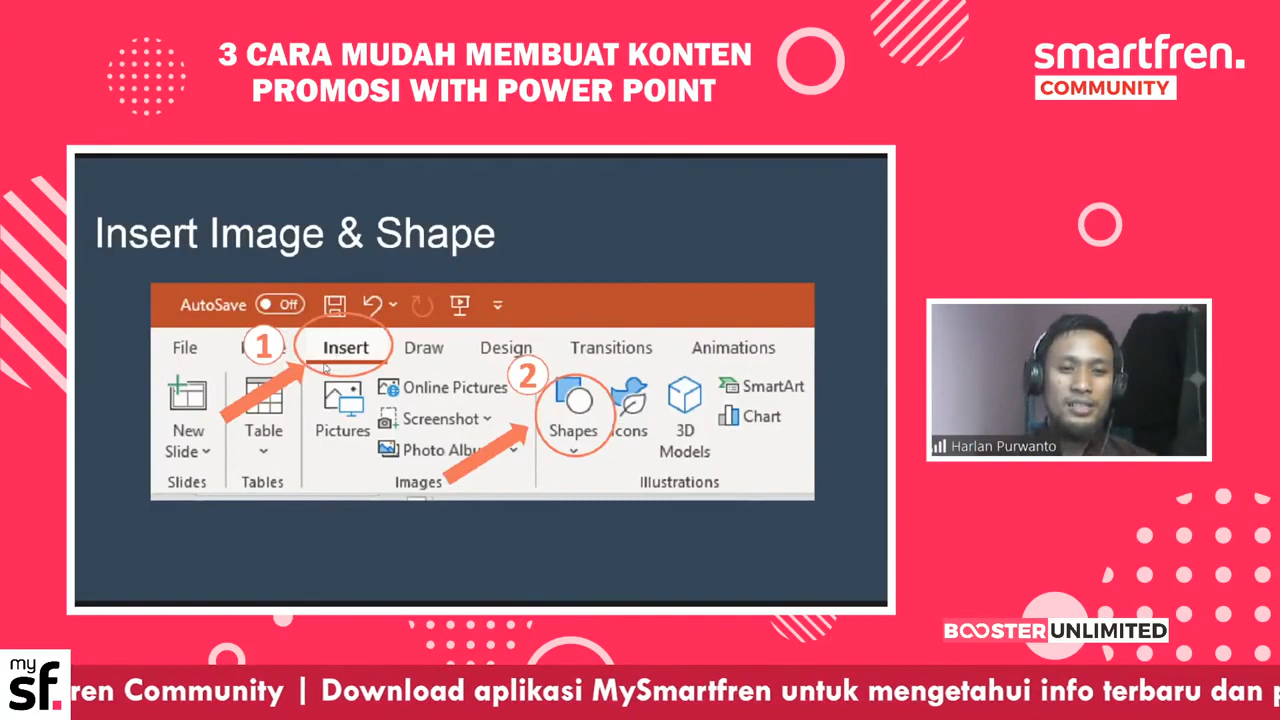 3 CARA MUDAH MEMBUAT KONTEN
PROMOSI WITH POWER POINT
smartfren.
COMMUNITY
Insert Image & Shape
AutoSave Off
File
1
Insert
Draw
Design
Transitions
Animations
New
Slide
Table
Pictures
Online Pictures
Screenshot
Photo
2
Shapes
3D
Models
SmartArt
Chart
Slides
Tables
Images
Illustrations
Harlan Purwanto
BOOSTER UNLIMITED
my
sf.
ren Community | Download aplikasi MySmartfren untuk mengetahui info terbaru dan